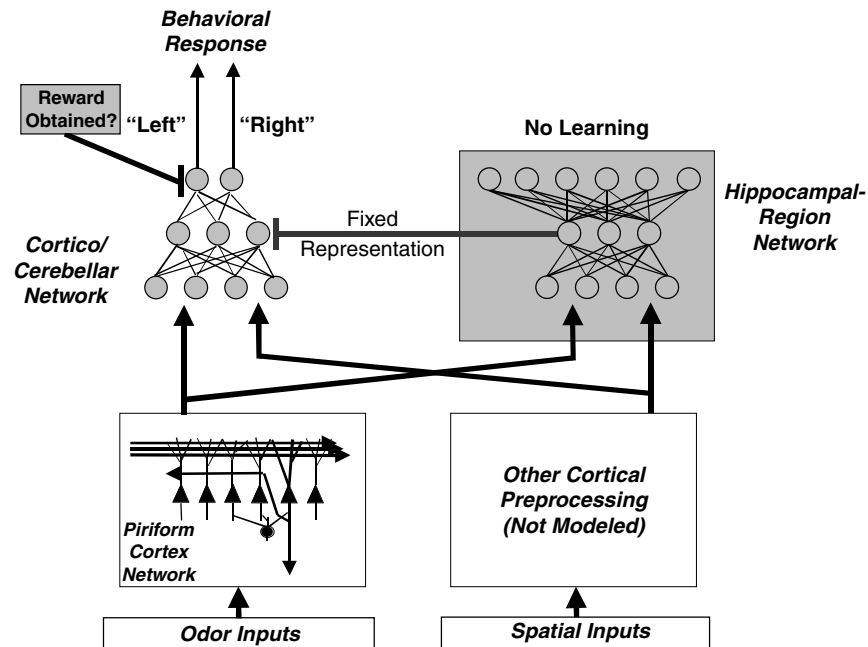 Behavioral
Response
Reward
Obtained?
“Left”
“Right”
No Learning
Hippocampal-
Region
Network
Fixed
Representation
Cortico/
Cerebellar
Network
Other Cortical
Preprocessing
(Not Modeled)
Piriform
Cortex
Network
Odor Inputs
Spatial Inputs